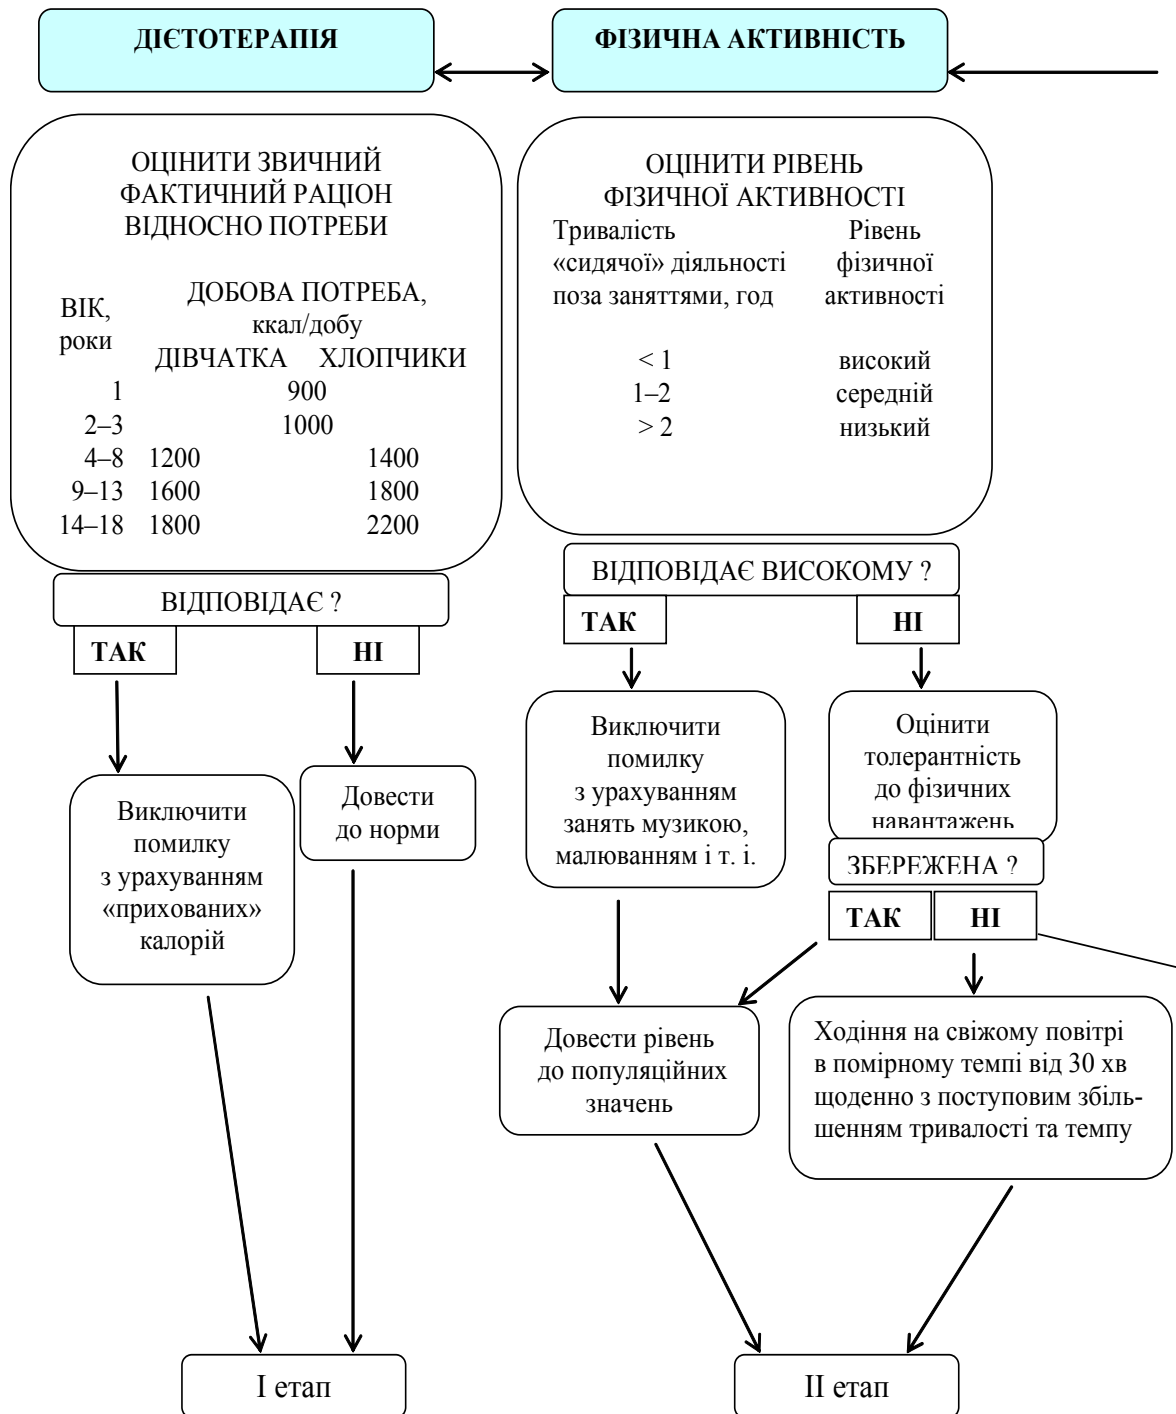 ДІЄТОТЕРАПІЯ
ФІЗИЧНА АКТИВНІСТЬ
ОЦІНИТИ ЗВИЧНИЙ
ФАКТИЧНИЙ РАЦІОН
ВІДНОСНО ПОТРЕБИ
ВІК,
роки
ДОБОВА ПОТРЕБА,
ккал/добу
ДІВЧАТКА ХЛОПЧИКИ
1 900
2–3 1000
4–8 1200 1400
9–13 1600 1800
14–18 1800 2200
ВІДПОВІДАЄ ?
ТАК НІ
Виключити
помилку
з урахуванням
«прихованих»
калорій
Довести
до норми
І етап
ОЦІНИТИ РІВЕНЬ
ФІЗИЧНОЇ АКТИВНОСТІ
Тривалість
«сидячої» діяльності
поза заняттями, год
Рівень
фізичної
активності
< 1 високий
1–2 середній
> 2 низький
ВІДПОВІДАЄ ВИСОКОМУ ?
ТАК НІ
Виключити
помилку
з урахуванням
занять музикою,
малюванням і т. і.
Оцінити
толерантність
до фізичних
навантажень
ЗБЕРЕЖЕНА ?
ТАК НІ
Довести рівень
до популяційних
значень
Ходіння на свіжому повітрі
в помірному темпі від 30 хв
щоденно з поступовим збіль-
шенням тривалості та темпу
ІІ етап